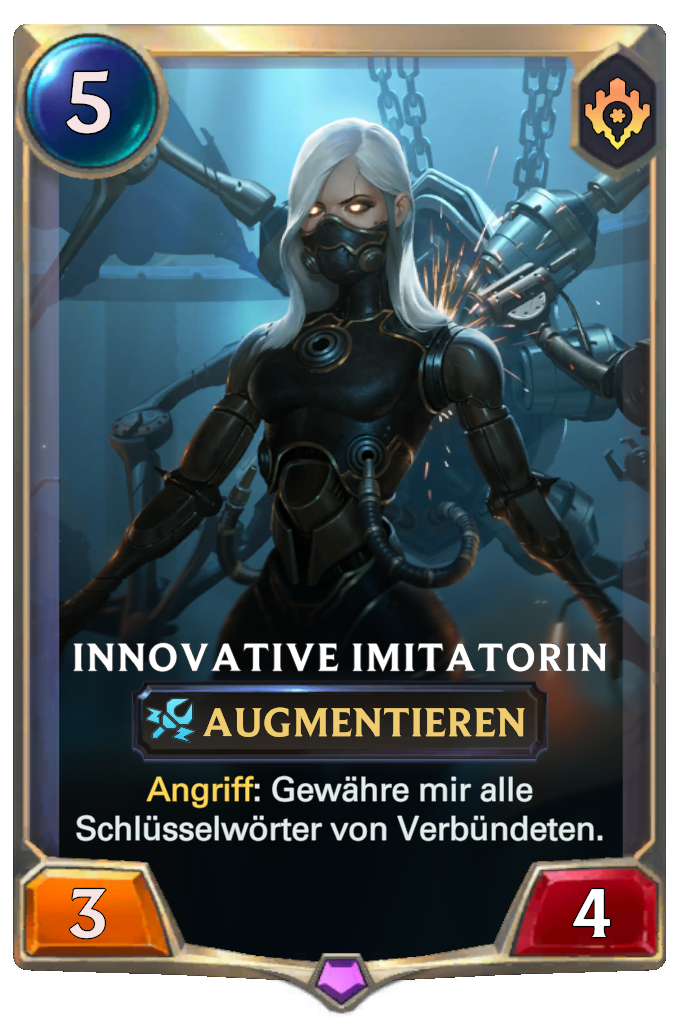 5
INNOVATIVE IMITATORIN
AUGMENTIEREN
Angriff: Gewähre mir alle
Schlüsselwörter von Verbündeten.
3
4